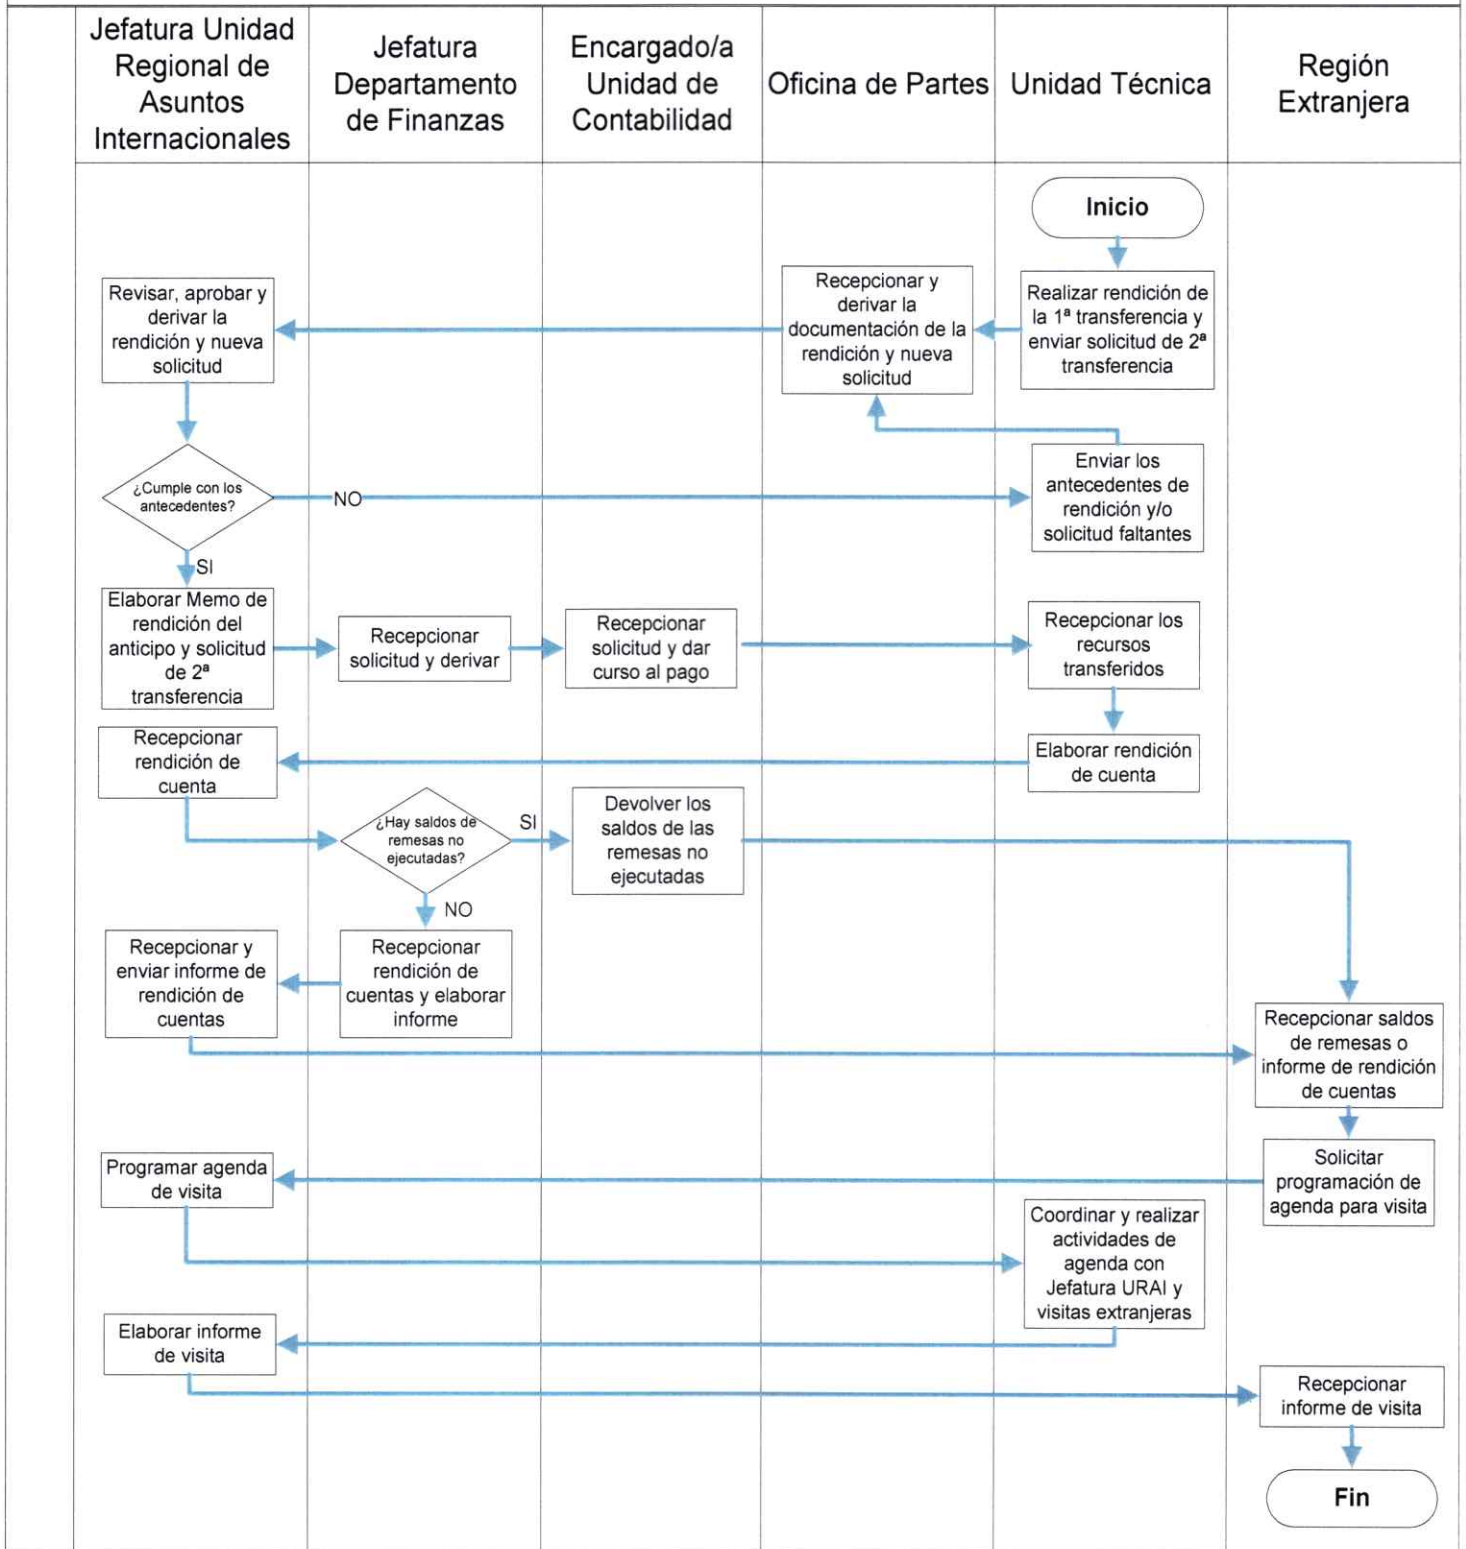 Jefatura Unidad
Regional de
Asuntos
Internacionales
Jefatura
Departamento
de Finanzas
Encargado/a
Unidad de
Contabilidad
Oficina de Partes
Unidad Técnica
Región
Extranjera
Inicio
Revisar, aprobar y
derivar la
rendición y nueva
solicitud
Recepcionar y
derivar la
documentación de la
rendición y nueva
solicitud
Realizar rendición de
la 1ª transferencia y
enviar solicitud de 2ª
transferencia
¿Cumple con los
antecedentes?
NO
Enviar los
antecedentes de
rendición y/o
solicitud faltantes
SI
Elaborar Memo de
rendición del
anticipo y solicitud
de 2ª
transferencia
Recepcionar
solicitud y derivar
Recepcionar
solicitud y dar
curso al pago
Recepcionar los
recursos
transferidos
Recepcionar
rendición de
cuenta
Elaborar rendición
de cuenta
¿Hay saldos de
remesas no
ejecutadas?
SI
Devolver los
saldos de las
remesas no
ejecutadas
NO
Recepcionar y
enviar informe de
rendición de
cuentas
Recepcionar
rendición de
cuentas y elaborar
informe
Recepcionar saldos
de remesas o
informe de rendición
de cuentas
Programar agenda
de visita
Solicitar
programación de
agenda para visita
Coordinar y realizar
actividades de
agenda con
Jefatura URAI y
visitas extranjeras
Elaborar informe
de visita
Recepcionar
informe de visita
Fin